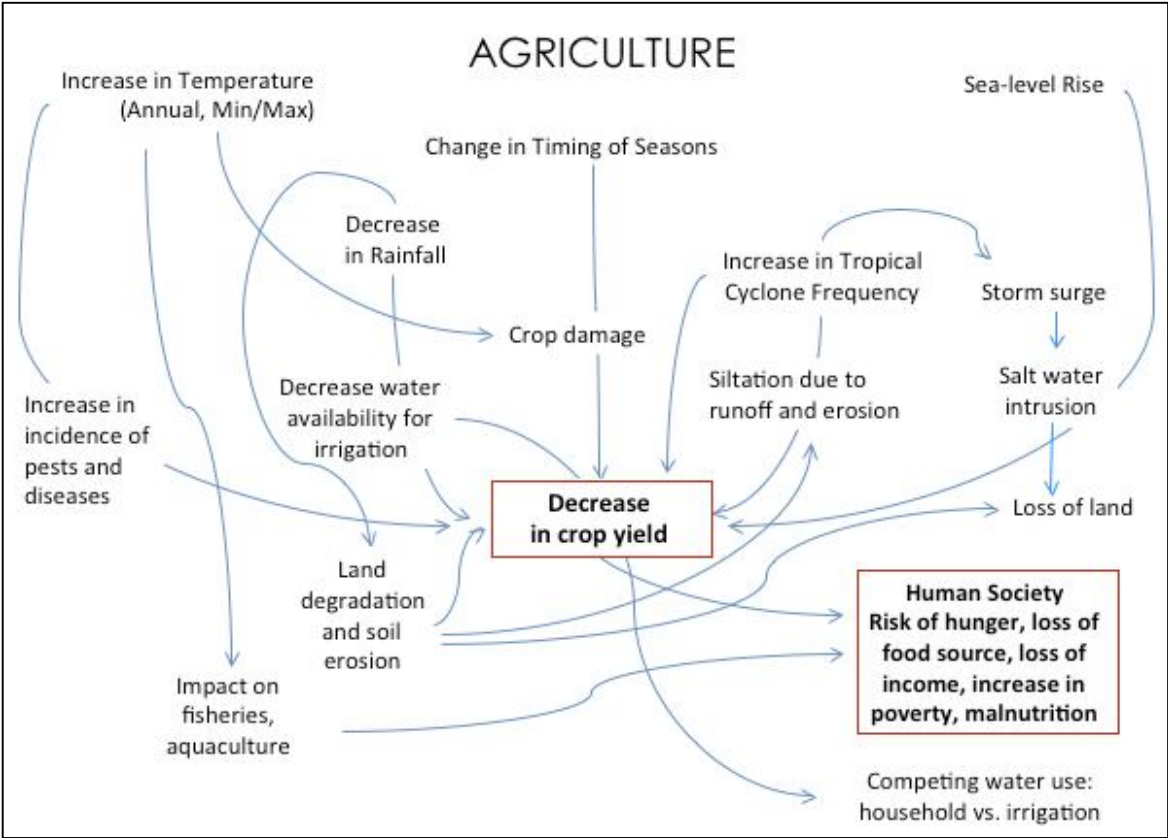 AGRICULTURE
Increase in Temperature
(Annual, Min/Max)
Sea-level Rise
Change in Timing of Seasons
Decrease
in Rainfall
Increase in Tropical
Cyclone Frequency
Storm surge
Crop damage
Decrease water
availability for
irrigation
Siltation due to
runoff and erosion
Salt water
intrusion
Increase in
incidence of
pests and
diseases
Decrease
in crop yield
Loss of land
Land
degradation
and soil
erosion
Human Society
Risk of hunger, loss of
food source, loss of
income, increase in
poverty, malnutrition
Impact on
fisheries,
aquaculture
Competing water use:
household vs. irrigation